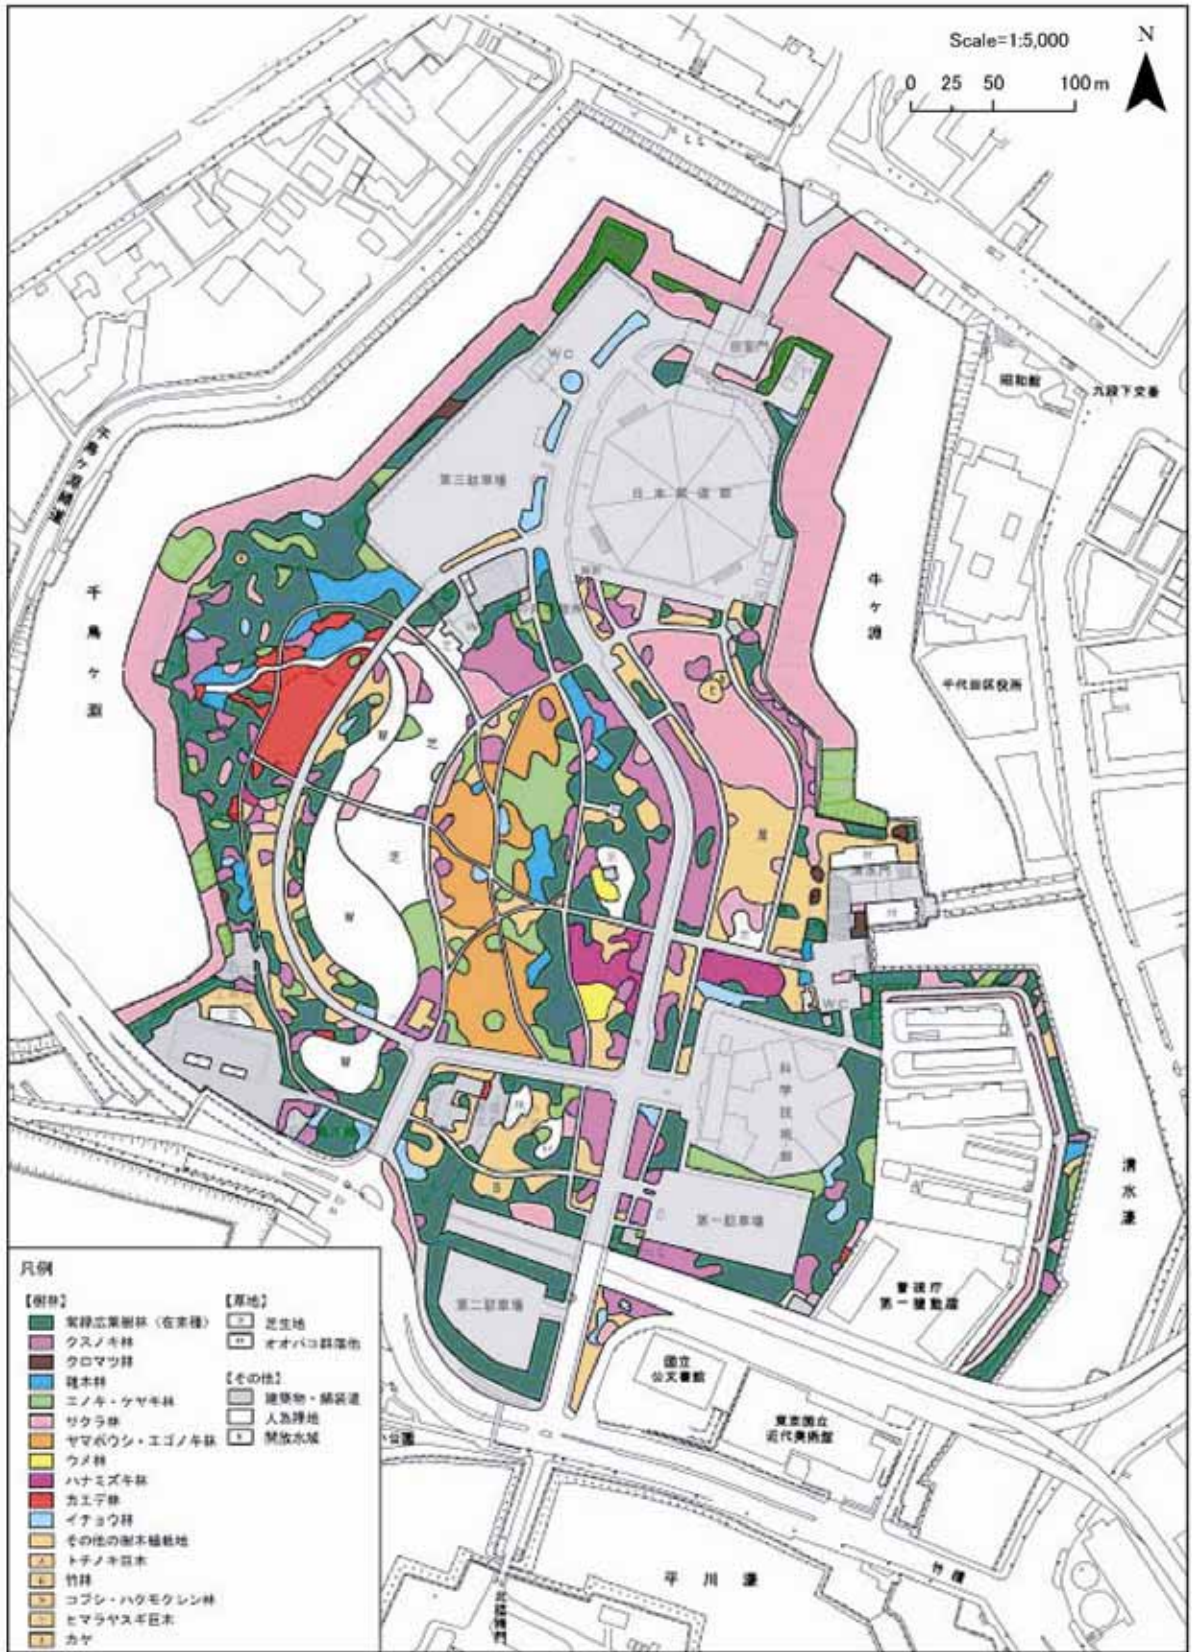 Scale=1:5,000
N
0 25 50 100m
昭和館
九段下交番
WC
第三駐車場
日本武道館
千鳥ヶ淵
牛ヶ淵
千代田区役所
芝
芝
WC
科学技術館
第一駐車場
清水濠
警視庁
第一機動隊
第二駐車場
国立
公文書館
東京国立
近代美術館
平川濠
竹橋
北桔橋門
凡例
【樹林】
常緑広葉樹林(在来種)
クスノキ林
クロマツ林
雑木林
エノキ・ケヤキ林
サクラ林
ヤマボウシ・エゴノキ林
ウメ林
ハナミズキ林
カエデ林
イチョウ林
その他の樹木植栽地
トチノキ巨木
竹林
コブシ・ハクモクレン林
ヒマラヤスギ巨木
カヤ
【草地】
芝生地
オオバコ群落他
【その他】
建築物・舗装道
人為裸地
開放水域